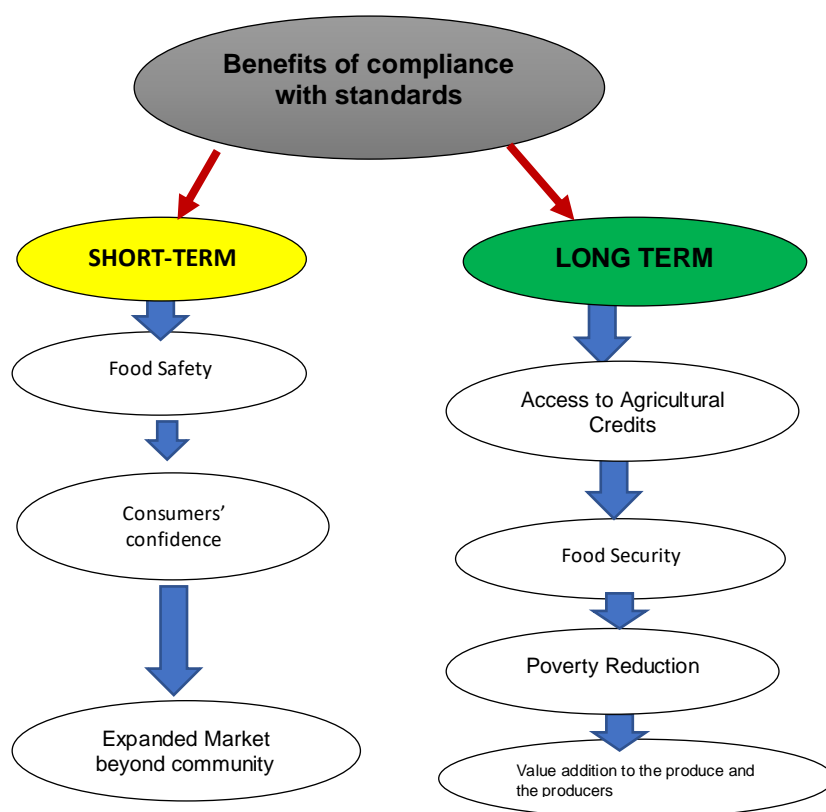 Benefits of compliance
with standards
SHORT-TERM
LONG TERM
Food Safety
Access to Agricultural
Credits
Consumers’
confidence
Food Security
Poverty Reduction
Expanded Market
beyond community
Value addition to the produce and
the producers